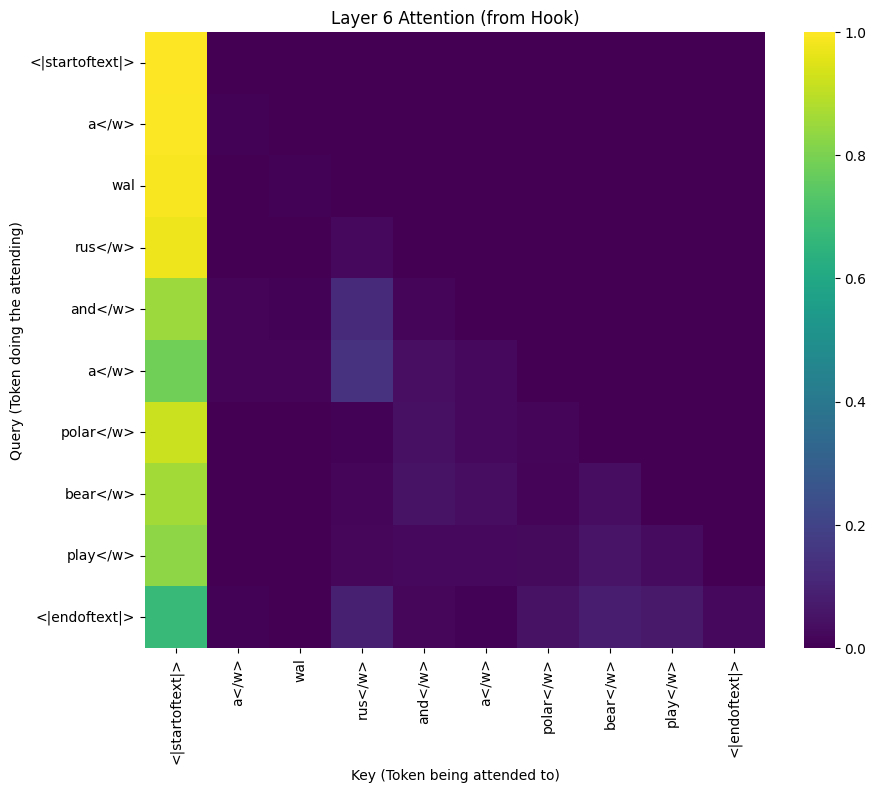 Layer 6 Attention (from Hook)
Query (Token doing the attending)
<|startoftext|>
a</w>
wal
rus</w>
and</w>
a</w>
polar</w>
bear</w>
play</w>
<|endoftext|>
<|startoftext|>
a</w>
wal
rus</w>
and</w>
a</w>
polar</w>
bear</w>
play</w>
<|endoftext|>
Key (Token being attended to)
1.0
0.8
0.6
0.4
0.2
0.0